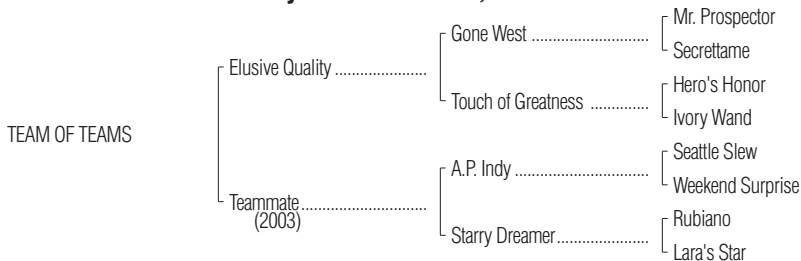 Gone West ..................
Mr. Prospector
Secrettame
Elusive Quality ......................
Touch of Greatness ..............
Hero's Honor
Ivory Wand
TEAM OF TEAMS
Teammate ..............................
(2003)
A.P. Indy ................................
Seattle Slew
Weekend Surprise
Starry Dreamer......................
Rubiano
Lara's Star